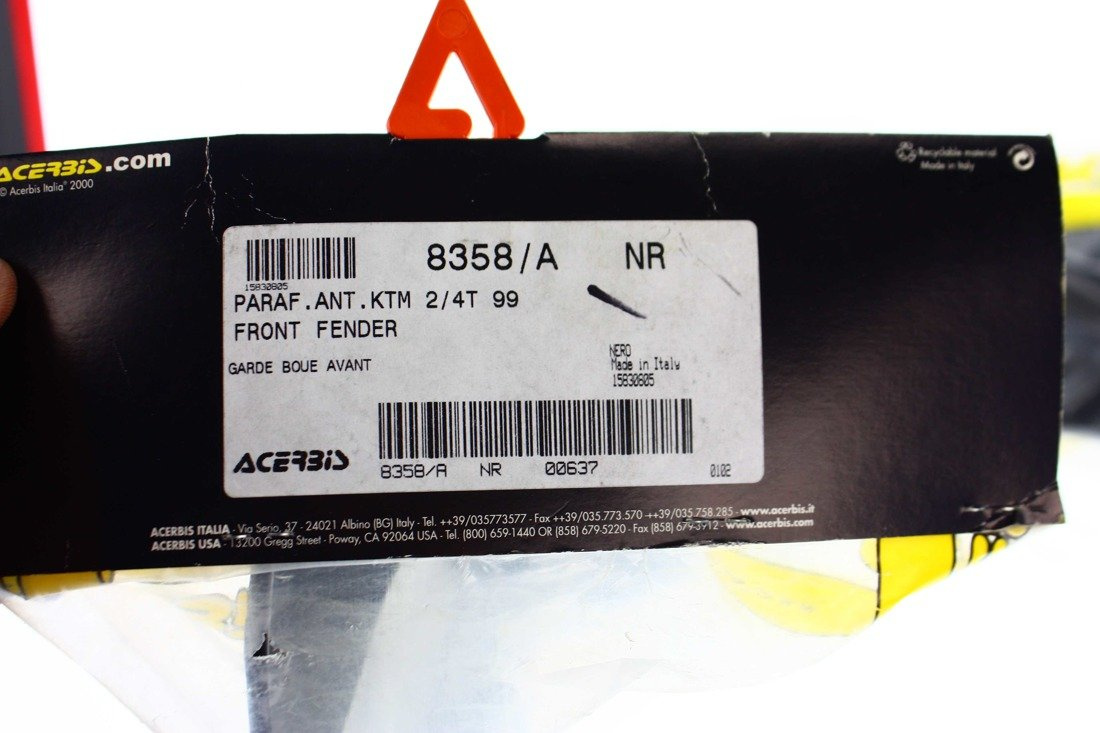 ACERBIS.com
© Acerbis Italia® 2000
Recyclable material
Made in Italy
15830805
8358/A NR
PARAF.ANT.KTM 2/4T 99
FRONT FENDER
GARDE BOUE AVANT
NERO
Made in Italy
15830805
ACERBIS
8358/A NR 00637
0102
ACERBIS ITALIA - Via Serio, 37 - 24021 Albino (BG) Italy - Tel. ++39/035773577 - Fax ++39/035.773.570 ++39/035.758.285 - www.acerbis.it
ACERBIS USA - 13200 Gregg Street - Poway, CA 92064 USA - Tel. (800) 659-1440 OR (858) 679-5220 - Fax (858) 679-3912 - www.acerbis.com